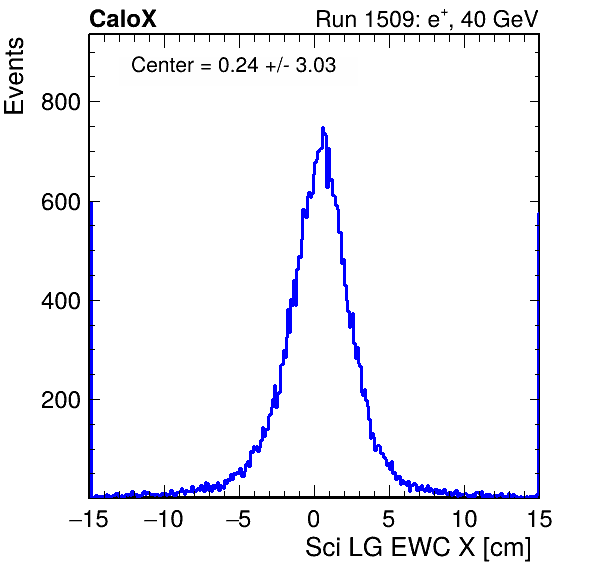 CaloX
Run 1509: e⁺, 40 GeV
Center = 0.24 +/- 3.03
Events
800
600
400
200
−15 −10 −5 0 5 10 15
Sci LG EWC X [cm]